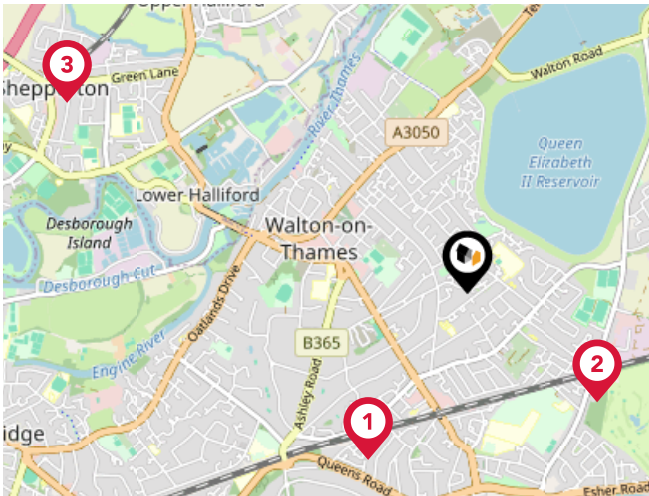 Upper Halliford
3
Shepperton
Green Lane
Walton Road
River Thames
A3050
Queen
Elizabeth
II Reservoir
Lower Halliford
Desborough
Island
Walton-on-
Thames
Desborough Cut
Oatlands Drive
Engine River
B365
Ashley Road
2
1
idge
Queens Road
Esher Road